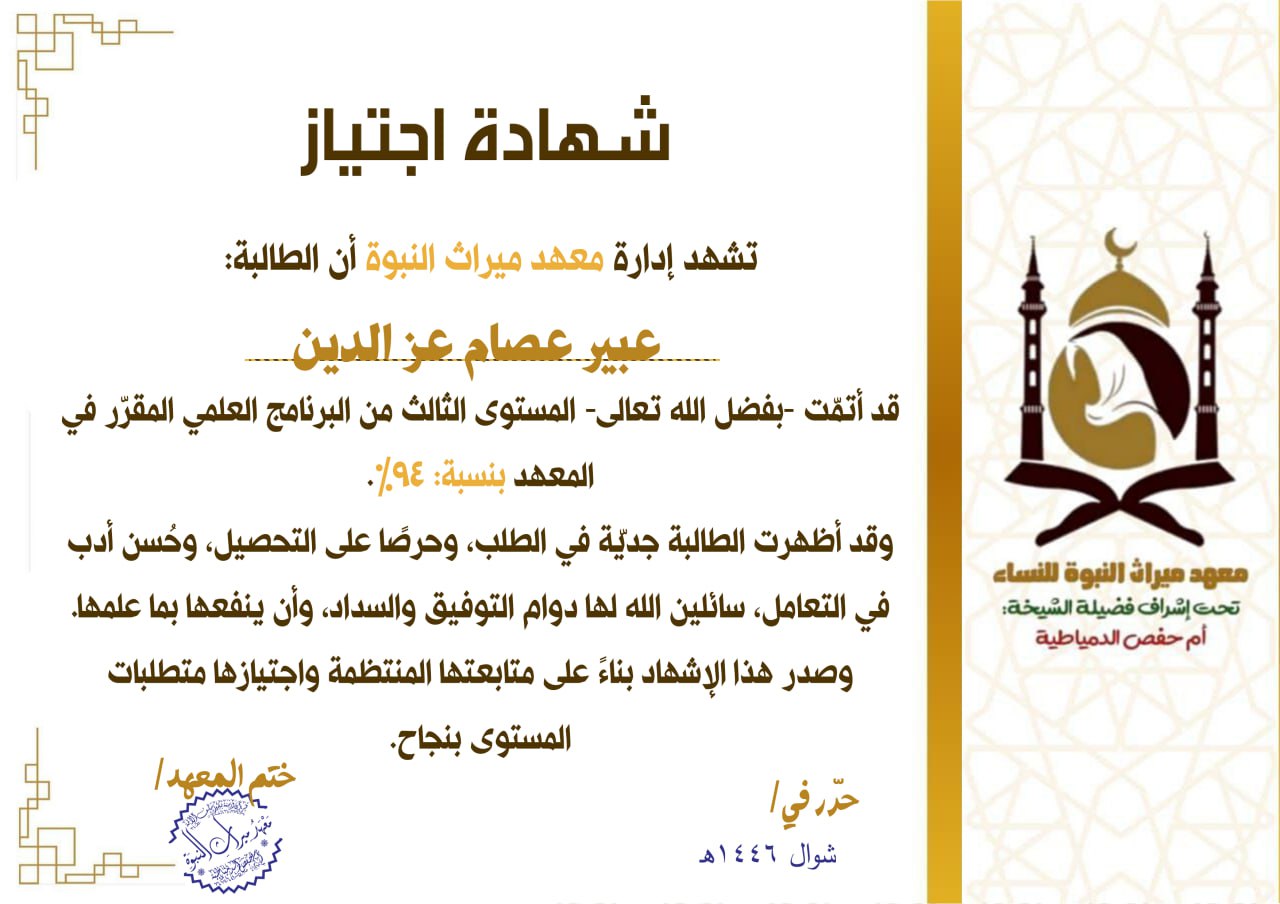 شهادة اجتياز
تشهد إدارة معهد ميراث النبوة أن الطالبة:
عبير عصام عز الدين
قد أتمّت -بفضل الله تعالى- المستوى الثالث من البرنامج العلمي المقرّر في
المعهد بنسبة: ٩٤٪.
وقد أظهرت الطالبة جديّة في الطلب، وحرصًا على التحصيل، وحُسن أدب
في التعامل، سائلين الله لها دوام التوفيق والسداد، وأن ينفعها بما علمها.
وصدر هذا الإشهاد بناءً على متابعتها المنتظمة واجتيازها متطلبات
المستوى بنجاح.
حدّر في/
شوال ١٤٤٦هـ
ختم المعهد/
معهد ميراث النبوة
معهد ميراث النبوة للنساء
تحت إشراف فضيلة الشيخة:
أم حفص الدمياطية